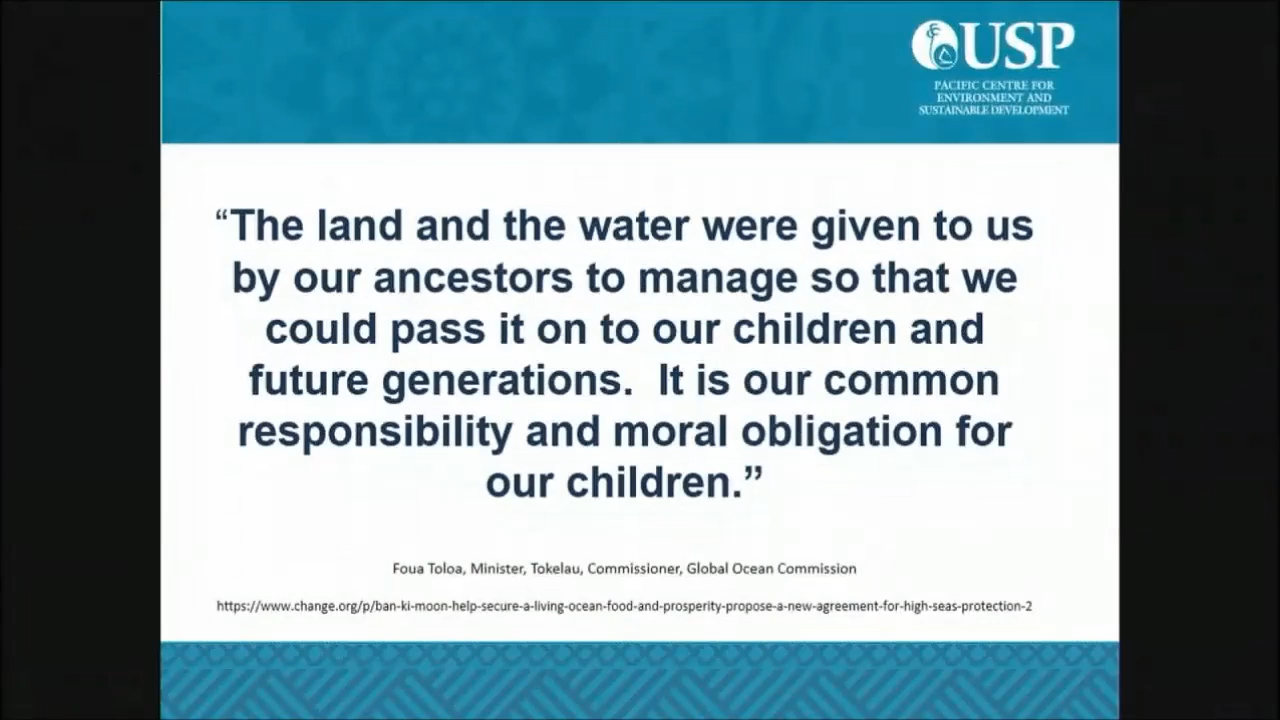 USP
PACIFIC CENTRE FOR
ENVIRONMENT AND
SUSTAINABLE DEVELOPMENT
“The land and the water were given to us
by our ancestors to manage so that we
could pass it on to our children and
future generations.  It is our common
responsibility and moral obligation for
our children.”
Foua Toloa, Minister, Tokelau, Commissioner, Global Ocean Commission
https://www.change.org/p/ban-ki-moon-help-secure-a-living-ocean-food-and-prosperity-propose-a-new-agreement-for-high-seas-protection-2